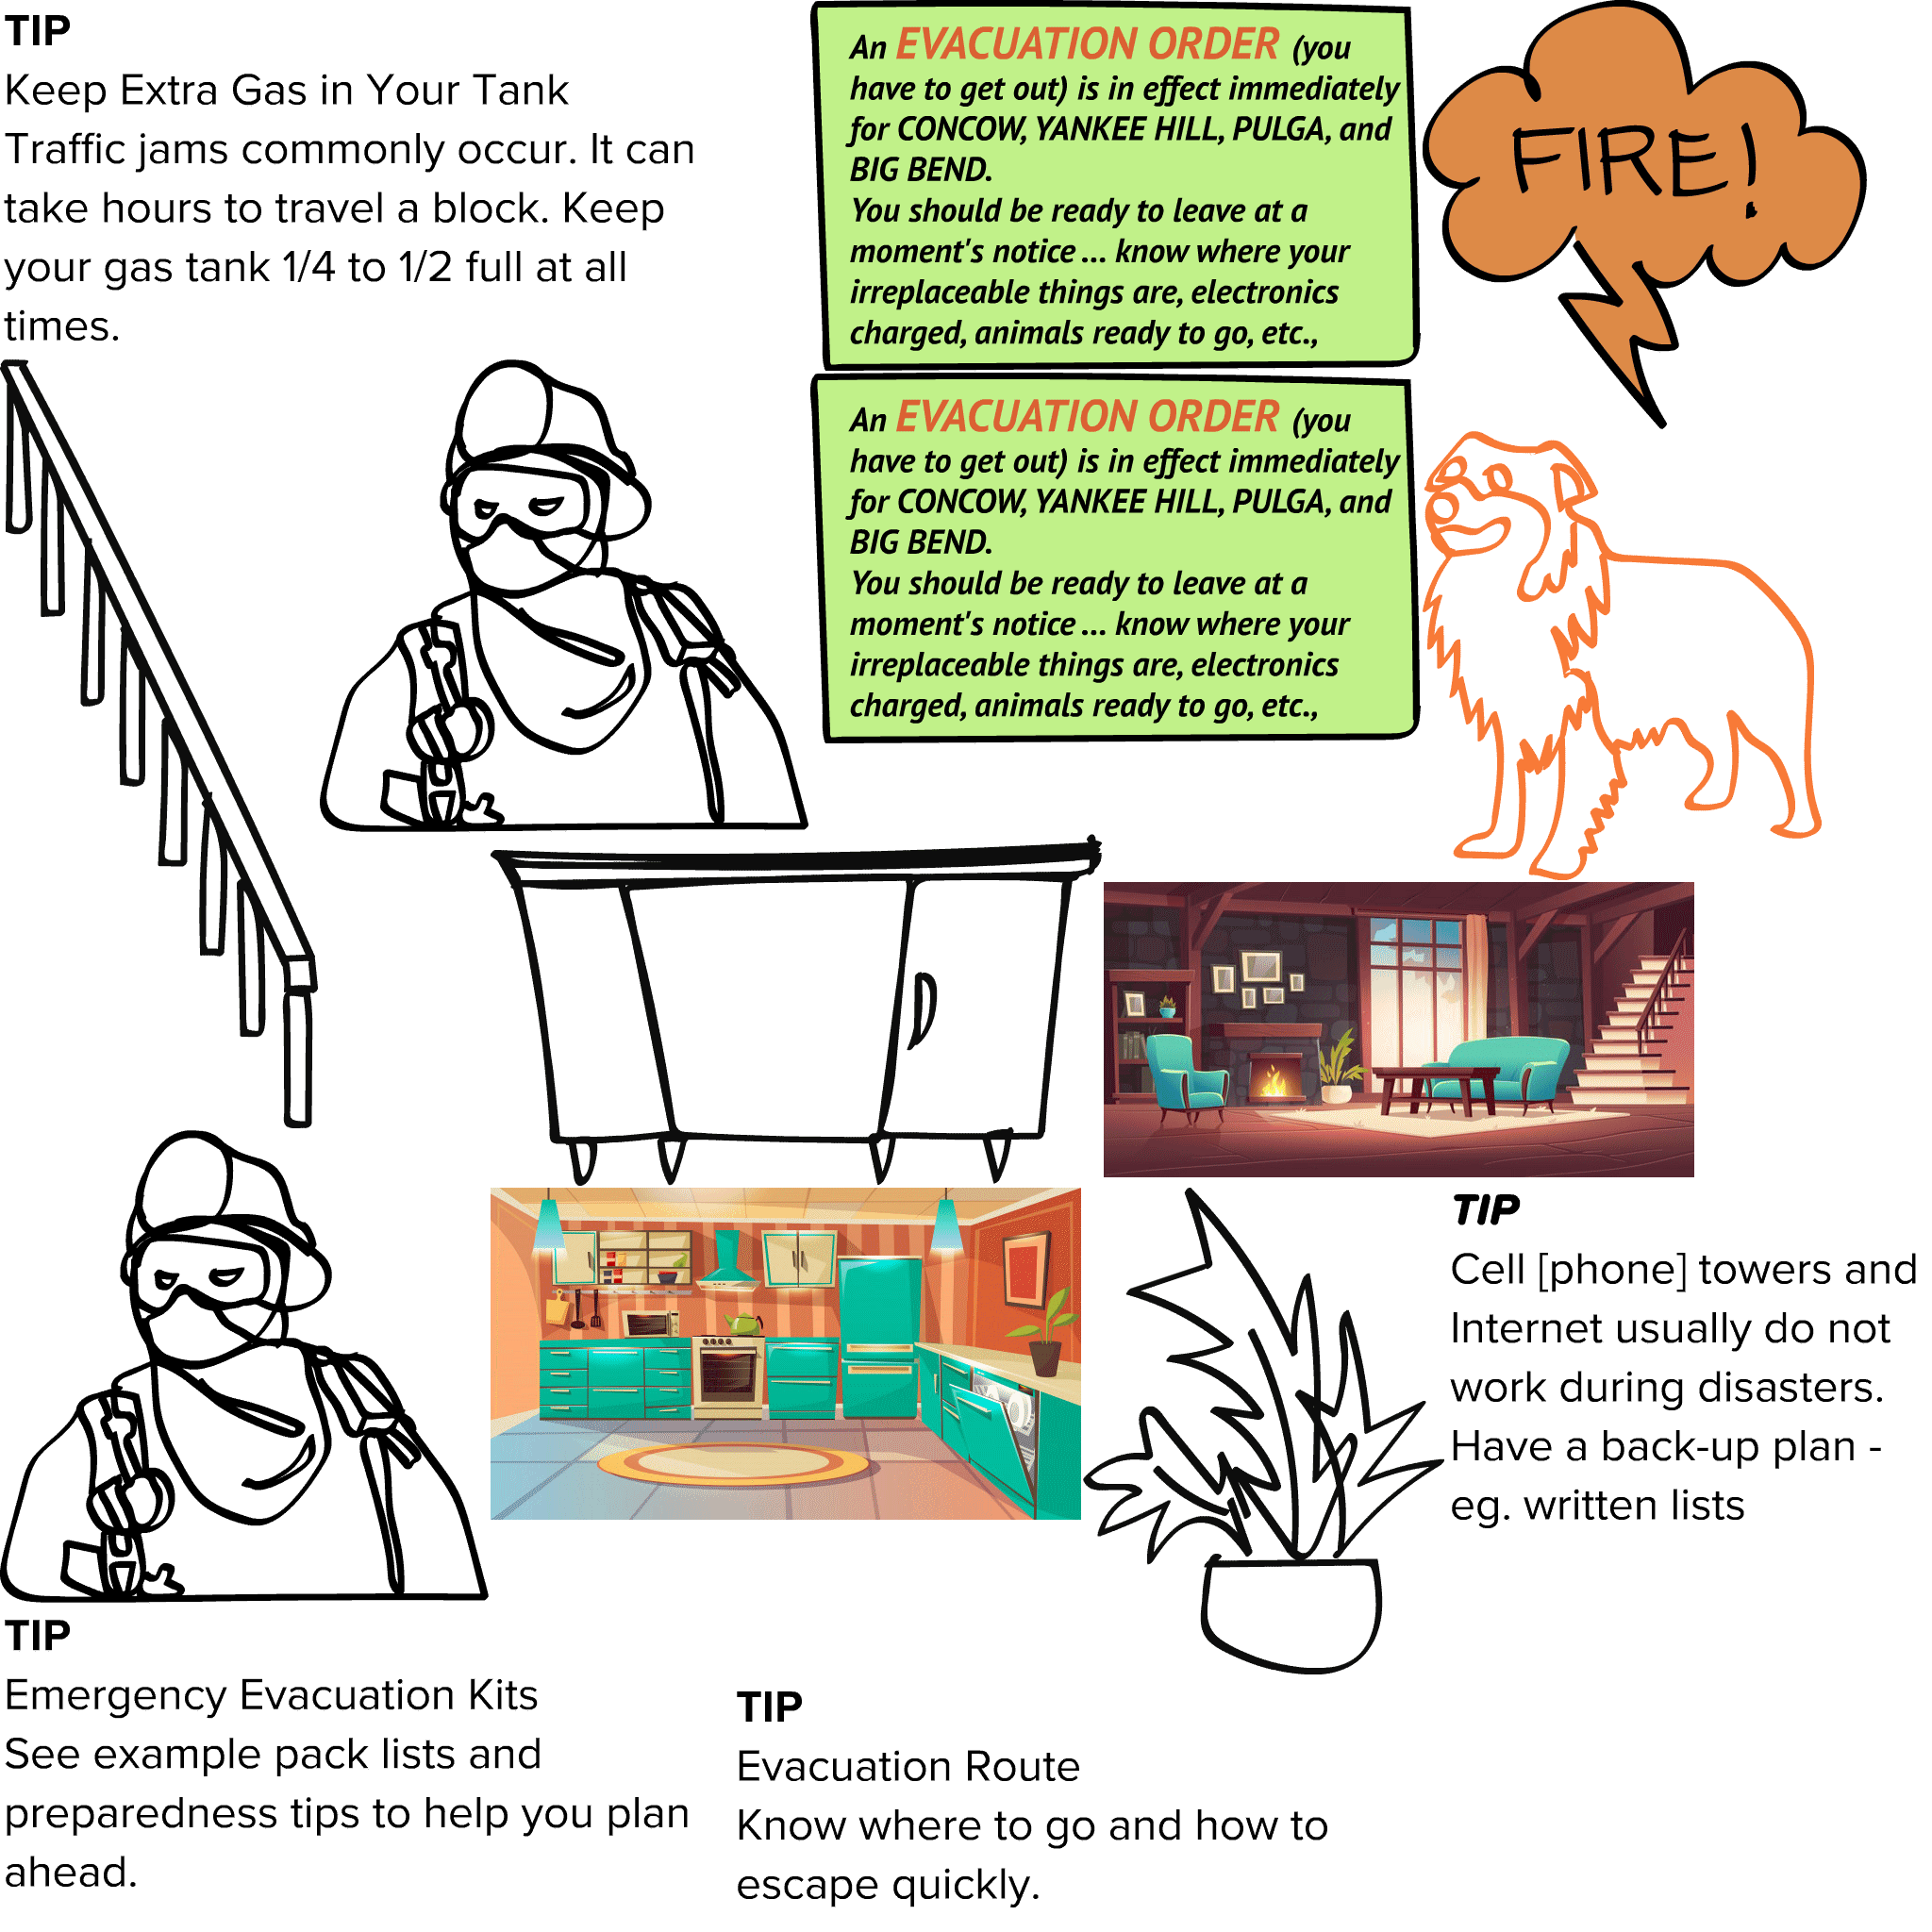 TIP
Keep Extra Gas in Your Tank
Traffic jams commonly occur. It can
take hours to travel a block. Keep
your gas tank 1/4 to 1/2 full at all
times.
An EVACUATION ORDER (you
have to get out) is in effect immediately
for CONCOW, YANKEE HILL, PULGA, and
BIG BEND.
You should be ready to leave at a
moment's notice ... know where your
irreplaceable things are, electronics
charged, animals ready to go, etc.,
FIRE!
An EVACUATION ORDER (you
have to get out) is in effect immediately
for CONCOW, YANKEE HILL, PULGA, and
BIG BEND.
You should be ready to leave at a
moment's notice ... know where your
irreplaceable things are, electronics
charged, animals ready to go, etc.,
TIP
Cell [phone] towers and
Internet usually do not
work during disasters.
Have a back-up plan -
eg. written lists
TIP
Emergency Evacuation Kits
See example pack lists and
preparedness tips to help you plan
ahead.
TIP
Evacuation Route
Know where to go and how to
escape quickly.